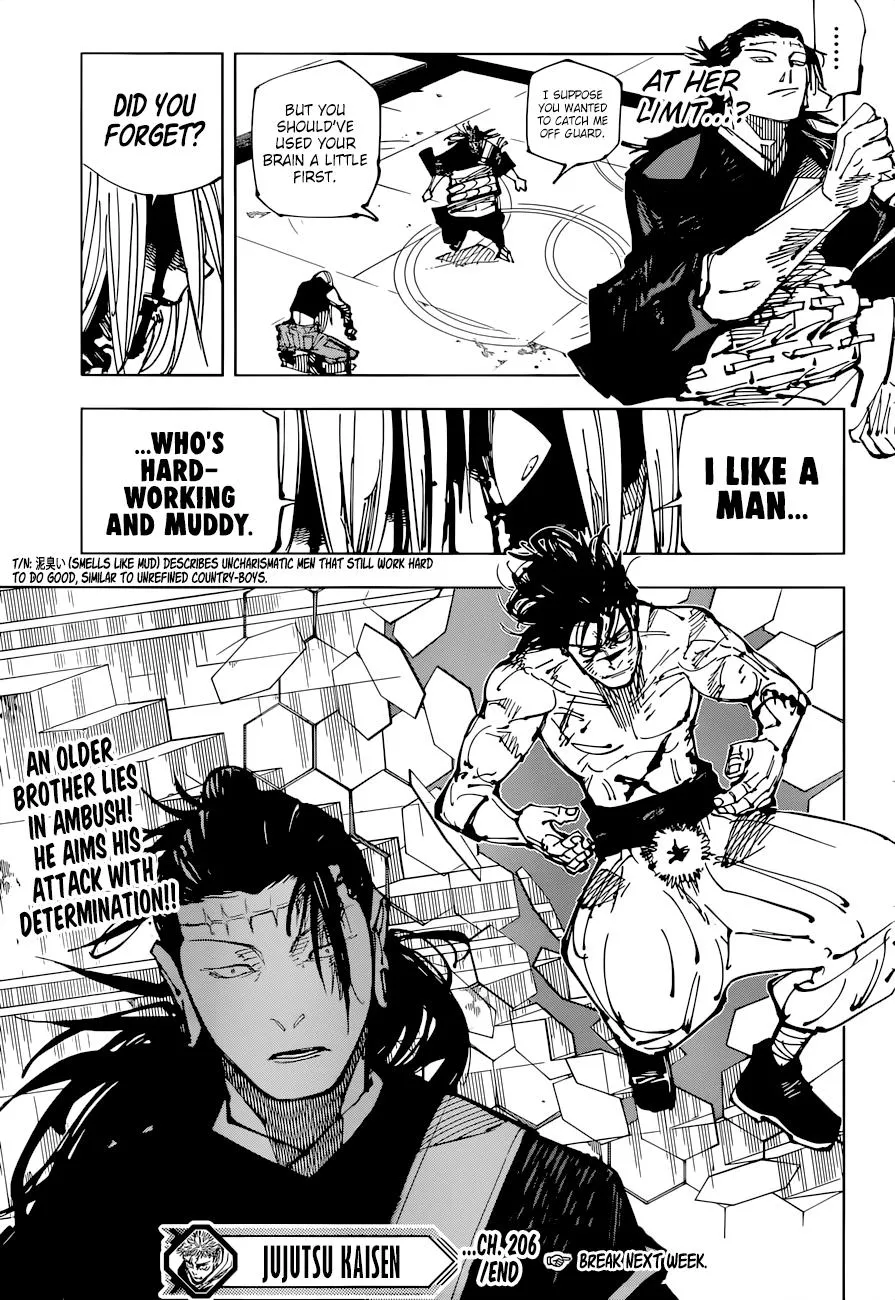 ........
AT HER
LIMIT...?
I SUPPOSE
YOU WANTED
TO CATCH ME
OFF GUARD.
BUT YOU
SHOULD'VE
USED YOUR
BRAIN A LITTLE
FIRST.
DID YOU
FORGET?
I LIKE A
MAN...
...WHO'S
HARD-
WORKING
AND MUDDY.
T/N: 泥臭い (SMELLS LIKE MUD) DESCRIBES UNCHARISMATIC MEN THAT STILL WORK HARD
TO DO GOOD, SIMILAR TO UNREFINED COUNTRY-BOYS.
AN OLDER
BROTHER LIES
IN AMBUSH!
HE AIMS HIS
ATTACK WITH
DETERMINATION!!
JUJUTSU KAISEN
...CH. 206
/END
☞ BREAK NEXT WEEK.